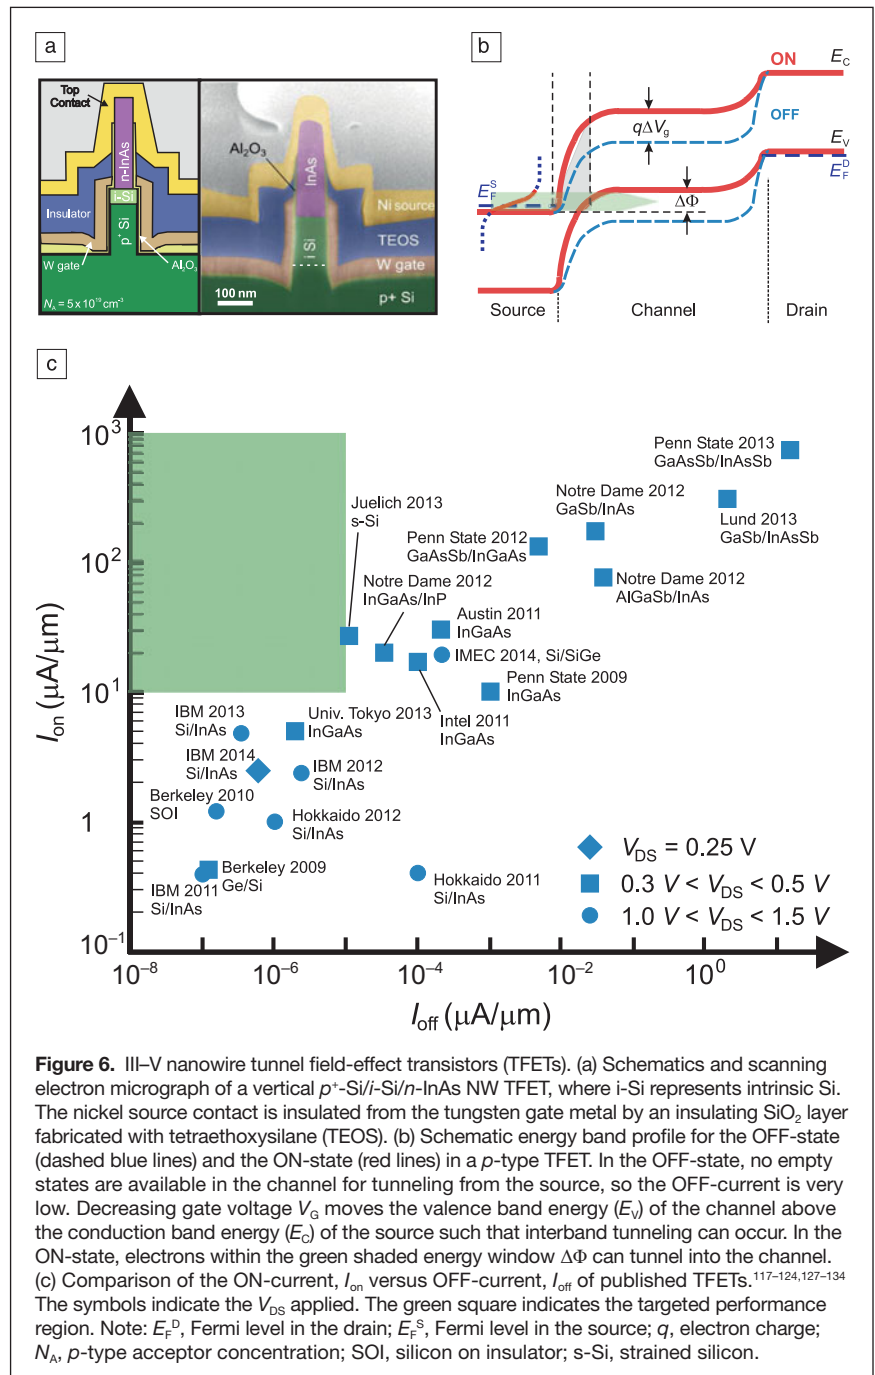 a
Top
Contact
n-InAs
i-Si
Insulator
p⁺ Si
W gate
Al₂O₃
N_A = 5 x 10¹⁹ cm⁻³
Al₂O₃
InAs
Ni source
TEOS
i Si
W gate
100 nm
p+ Si
b
ON
E_C
OFF
qΔV_g
E_V
E_F^S
E_F^D
ΔΦ
Source
Channel
Drain
c
I_on (μA/μm)
10³
10²
10¹
1
10⁻¹
10⁻⁸
10⁻⁶
10⁻⁴
10⁻²
10⁰
I_off (μA/μm)
Penn State 2013
GaAsSb/InAsSb
Juelich 2013
s-Si
Notre Dame 2012
GaSb/InAs
Lund 2013
GaSb/InAsSb
Penn State 2012
GaAsSb/InGaAs
Notre Dame 2012
InGaAs/InP
Notre Dame 2012
AlGaSb/InAs
Austin 2011
InGaAs
IMEC 2014, Si/SiGe
Penn State 2009
InGaAs
IBM 2013
Si/InAs
Univ. Tokyo 2013
InGaAs
Intel 2011
InGaAs
IBM 2014
Si/InAs
IBM 2012
Si/InAs
Berkeley 2010
SOI
Hokkaido 2012
Si/InAs
Berkeley 2009
Ge/Si
IBM 2011
Si/InAs
Hokkaido 2011
Si/InAs
V_DS = 0.25 V
0.3 V < V_DS < 0.5 V
1.0 V < V_DS < 1.5 V
Figure 6. III–V nanowire tunnel field-effect transistors (TFETs). (a) Schematics and scanning
electron micrograph of a vertical p⁺-Si/i-Si/n-InAs NW TFET, where i-Si represents intrinsic Si.
The nickel source contact is insulated from the tungsten gate metal by an insulating SiO₂ layer
fabricated with tetraethoxysilane (TEOS). (b) Schematic energy band profile for the OFF-state
(dashed blue lines) and the ON-state (red lines) in a p-type TFET. In the OFF-state, no empty
states are available in the channel for tunneling from the source, so the OFF-current is very
low. Decreasing gate voltage V_G moves the valence band energy (E_V) of the channel above
the conduction band energy (E_C) of the source such that interband tunneling can occur. In the
ON-state, electrons within the green shaded energy window ΔΦ can tunnel into the channel.
(c) Comparison of the ON-current, I_on versus OFF-current, I_off of published TFETs.¹¹⁷⁻¹²⁴,¹²⁷⁻¹³⁴
The symbols indicate the V_DS applied. The green square indicates the targeted performance
region. Note: E_F^D, Fermi level in the drain; E_F^S, Fermi level in the source; q, electron charge;
N_A, p-type acceptor concentration; SOI, silicon on insulator; s-Si, strained silicon.